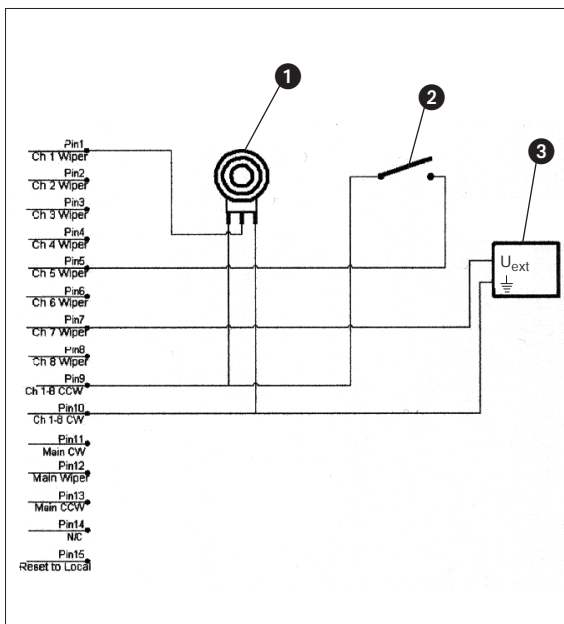 1
2
3
Pin1
Ch 1 Wiper
Pin2
Ch 2 Wiper
Pin3
Ch 3 Wiper
Pin4
Ch 4 Wiper
Pin5
Ch 5 Wiper
Pin6
Ch 6 Wiper
Pin7
Ch 7 Wiper
Pin8
Ch 8 Wiper
Pin9
Ch 1-8 CCW
Pin10
Ch 1-8 CW
Pin11
Main CW
Pin12
Main Wiper
Pin13
Main CCW
Pin14
N/C
Pin15
Reset to Local
Uext